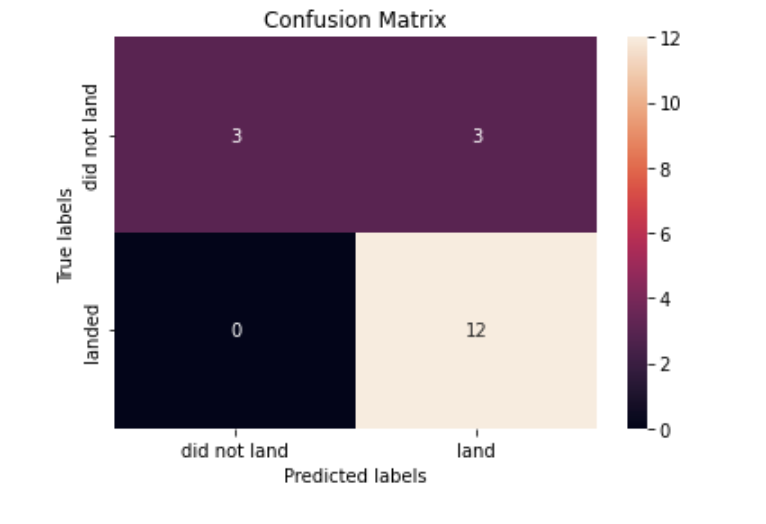 Confusion Matrix
True labels
did not land
landed
3 3
0 12
did not land land
Predicted labels
12
10
8
6
4
2
0